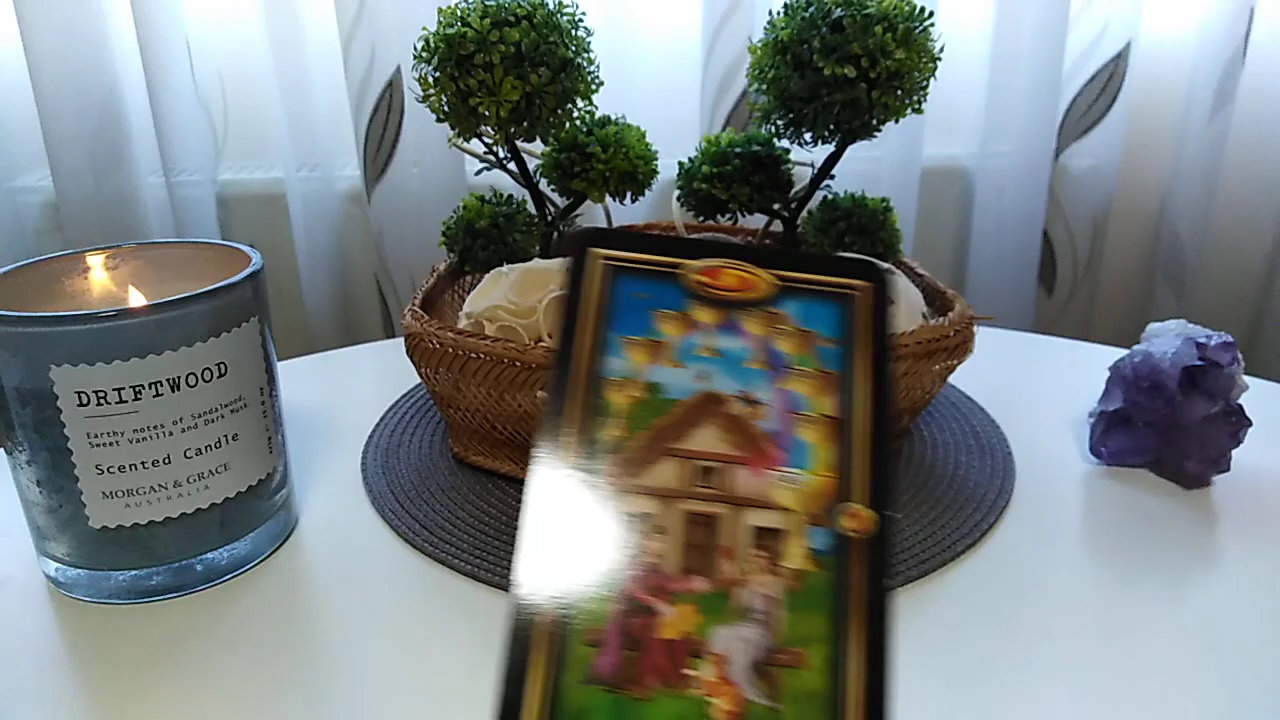 DRIFTWOOD
Earthy notes of Sandalwood,
Sweet Vanilla and Dark Musk
Scented Candle
MORGAN & GRACE
AUSTRALIA